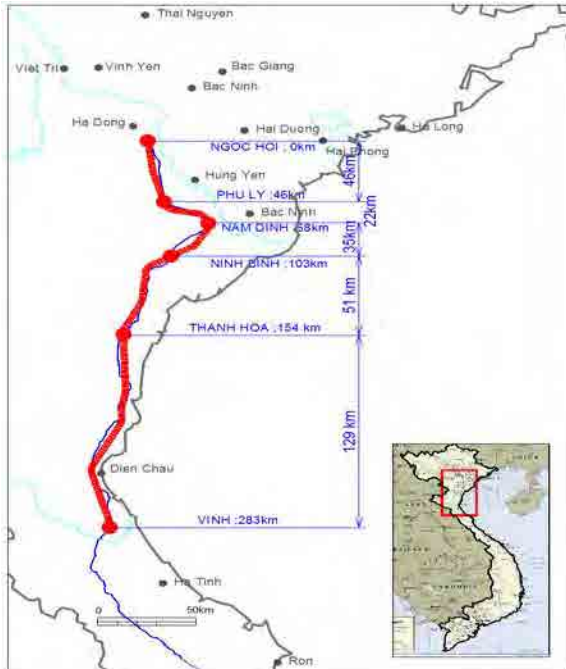 Thai Nguyen
Viet Tri
Vinh Yen
Bac Giang
Bac Ninh
Ha Dong
Hai Duong
Ha Long
NGOC HOI : 0km
Hai Phong
46km
Hung Yen
PHU LY :46km
22km
Bac Ninh
NAM DINH :68km
35km
NINH BINH :103km
51 km
THANH HOA :154 km
129 km
Dien Chau
VINH :283km
Ha Tinh
0 50km
Ron